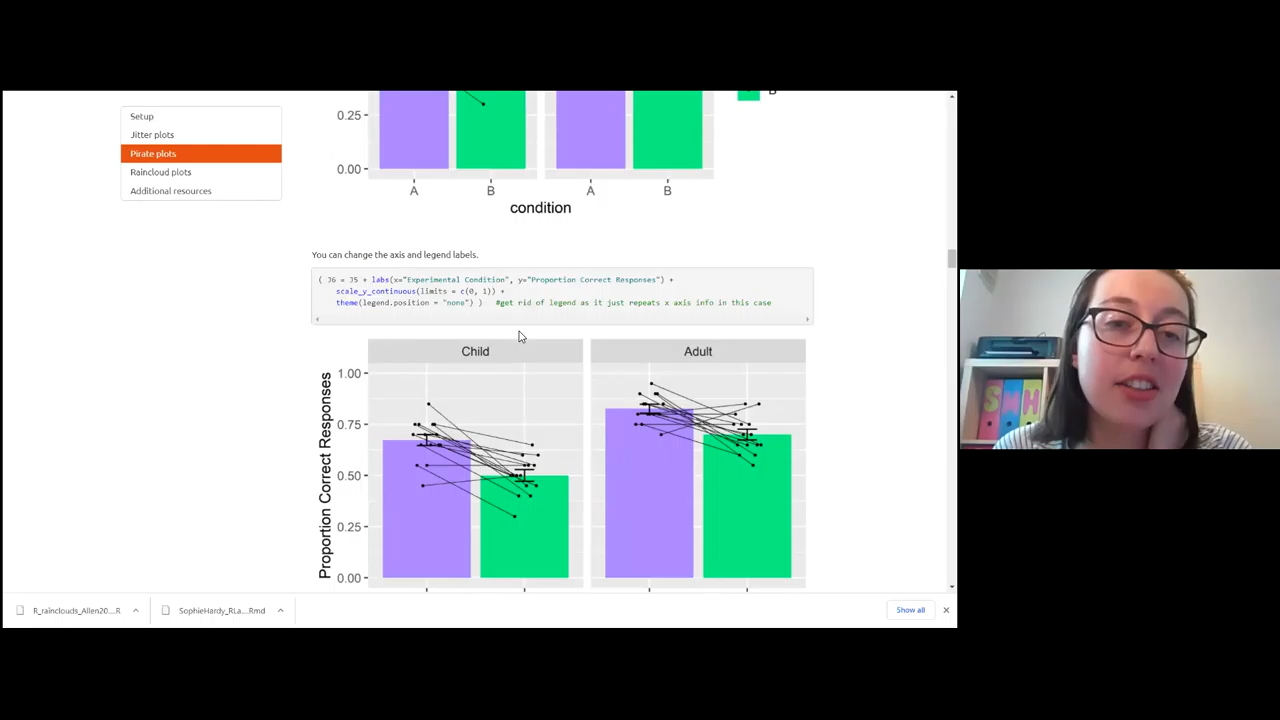 Setup
Jitter plots
Pirate plots
Raincloud plots
Additional resources
0.25
0.00
A
B
A
B
condition
You can change the axis and legend labels.
( J6 = J5 + labs(x="Experimental Condition", y="Proportion Correct Responses") +
scale_y_continuous(limits = c(0, 1)) +
theme(legend.position = "none") ) #get rid of legend as it just repeats x axis info in this case
Child
Adult
Proportion Correct Responses
1.00
0.75
0.50
0.25
0.00
SMH
R_rainclouds_Allen20....R
SophieHardy_RLa....Rmd
Show all